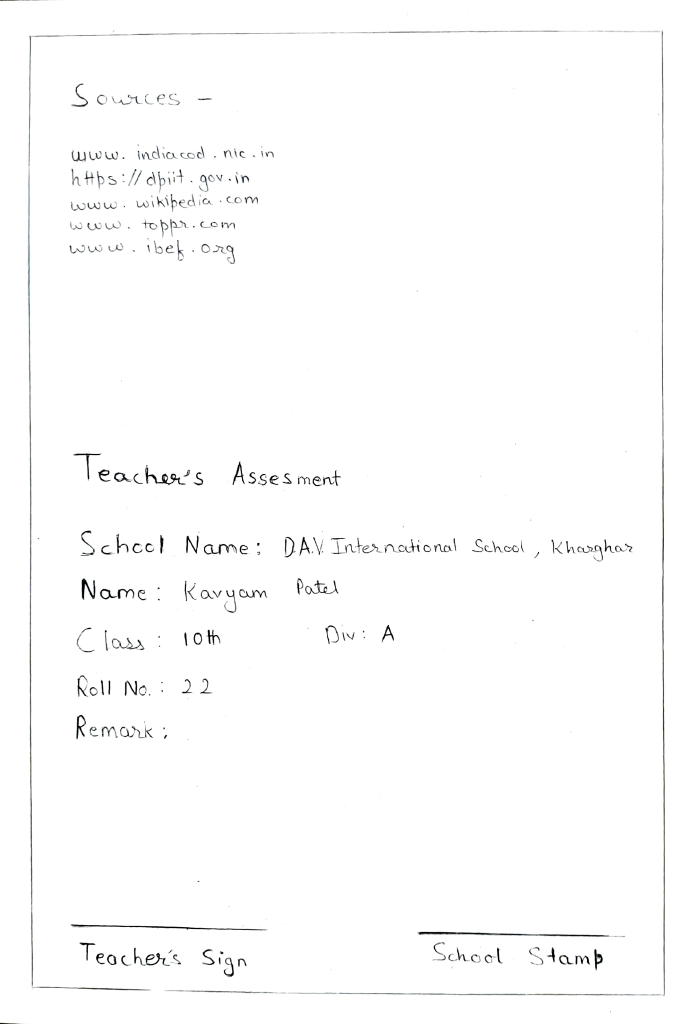 Sources -
www. indiacod . nic . in
https://dpiit . gov . in
www . wikipedia . com
www . toppr . com
www . ibef . org
Teacher's Assesment
School Name : D.A.V. International School , Kharghar
Name : Kavyam Patel
Class : 10th Div : A
Roll No. : 22
Remark :
Teacher's Sign School Stamp